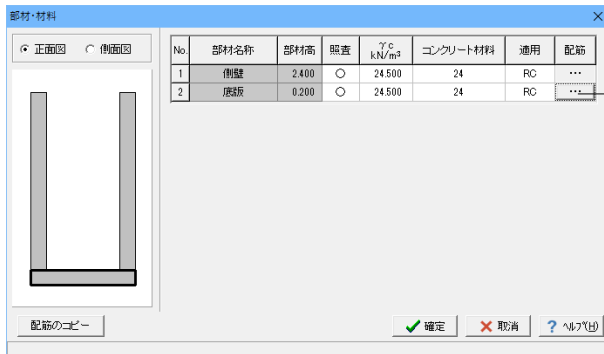 部材・材料
正面図 側面図
No. 部材名称 部材高 照査 γc kN/m³ コンクリート材料 適用 配筋
1 側壁 2.400 ○ 24.500 24 RC …
2 底版 0.200 ○ 24.500 24 RC …
配筋のコピー 確定 取消 ? ヘルプ(H)